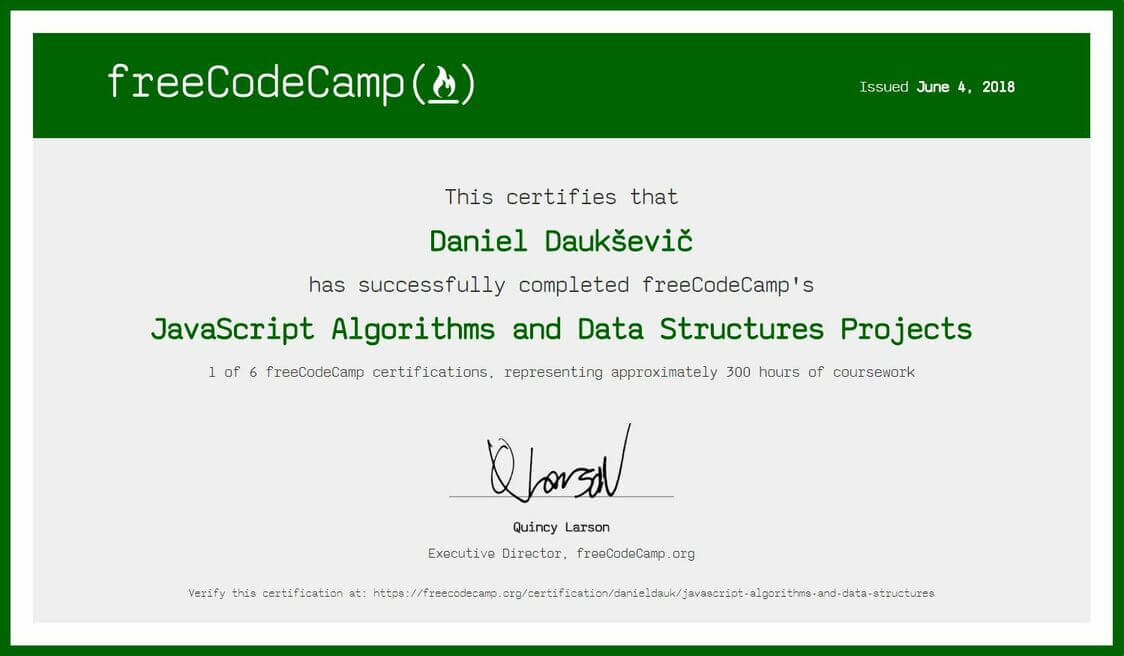 freeCodeCamp()
Issued June 4, 2018
This certifies that
Daniel Daukševič
has successfully completed freeCodeCamp's
JavaScript Algorithms and Data Structures Projects
1 of 6 freeCodeCamp certifications, representing approximately 300 hours of coursework
Q Larson
Quincy Larson
Executive Director, freeCodeCamp.org
Verify this certification at: https://freecodecamp.org/certification/danieldauk/javascript-algorithms-and-data-structures